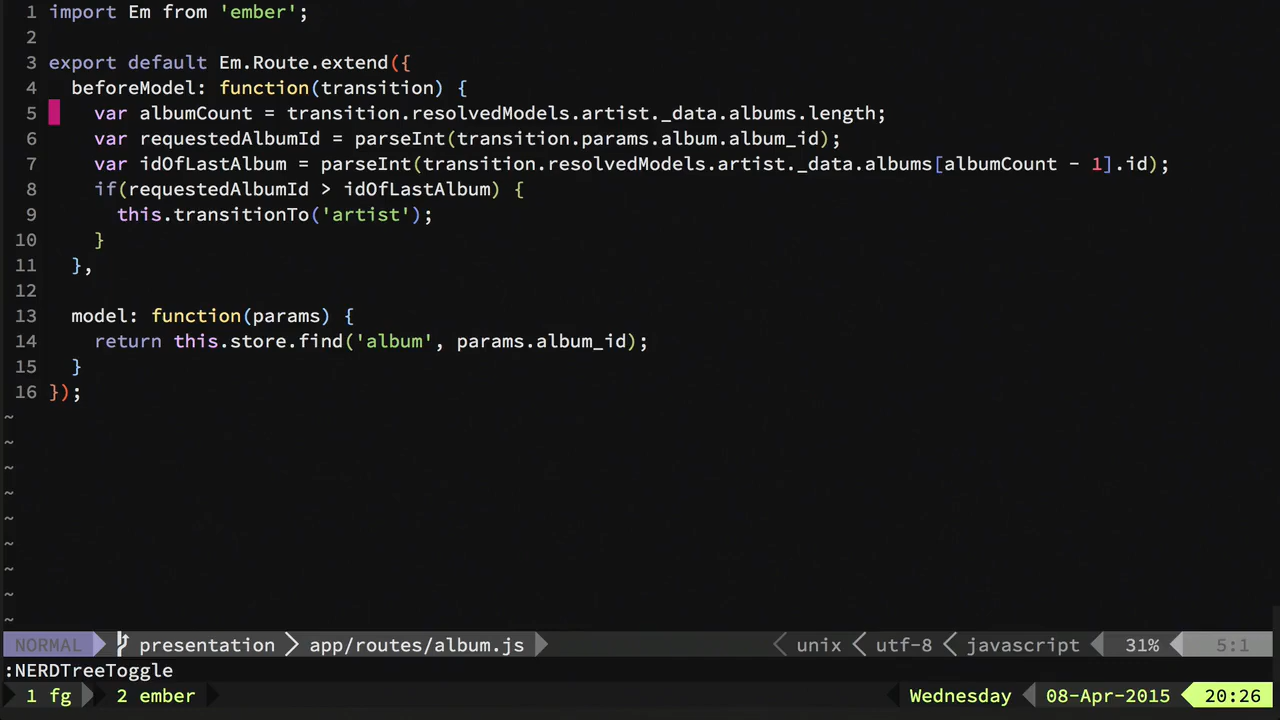 1 import Em from 'ember';
2
3 export default Em.Route.extend({
4   beforeModel: function(transition) {
5     var albumCount = transition.resolvedModels.artist._data.albums.length;
6     var requestedAlbumId = parseInt(transition.params.album.album_id);
7     var idOfLastAlbum = parseInt(transition.resolvedModels.artist._data.albums[albumCount - 1].id);
8     if(requestedAlbumId > idOfLastAlbum) {
9       this.transitionTo('artist');
10     }
11   },
12
13   model: function(params) {
14     return this.store.find('album', params.album_id);
15   }
16 });
~
~
~
~
~
~
~
~
~
NORMAL presentation app/routes/album.js unix utf-8 javascript 31% 5:1
:NERDTreeToggle
1 fg 2 ember Wednesday 08-Apr-2015 20:26